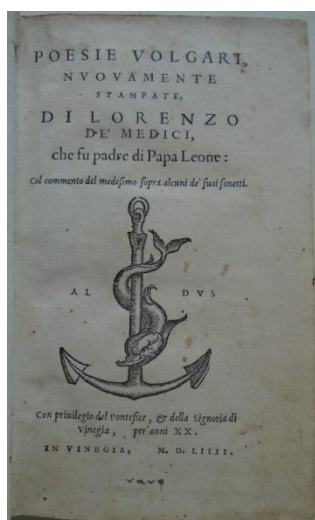 POESIE VOLGARI,
NVOVAMENTE
STAMPATE,
DI LORENZO
DE' MEDICI,
che fu padre di Papa Leone:
Col commento del medesimo sopra alcuni de' suoi sonetti.
AL DVS
Con priuilegio del Pontefice, & della Signoria di
Vinegia, per anni XX.
IN VINEGIA, M. D. LIIII.